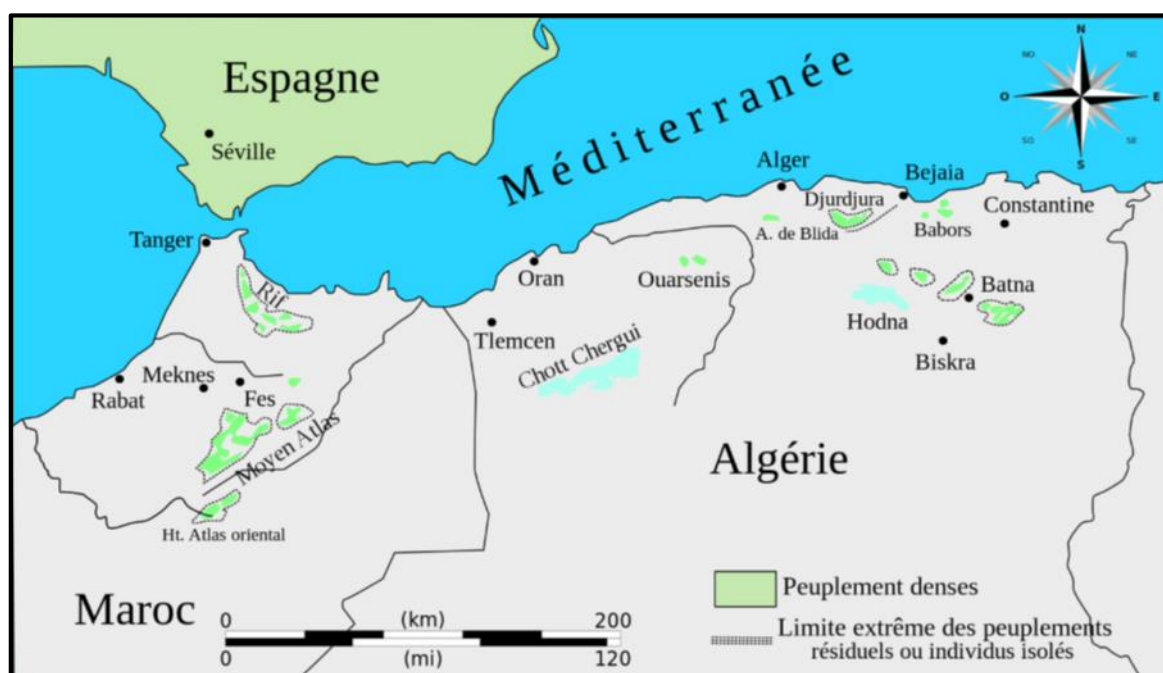 N
NO
NE
O
E
SO
SE
S
Espagne
Séville
Méditerranée
Alger
Bejaia
Djurdjura
Constantine
A. de Blida
Babors
Tanger
Rif
Oran
Ouarsenis
Batna
Hodna
Tlemcen
Chott Chergui
Biskra
Meknes
Rabat
Fes
Moyen Atlas
Algérie
Ht. Atlas oriental
Maroc
0 (km) 200
0 (mi) 120
Peuplement denses
Limite extrême des peuplements
résiduels ou individus isolés